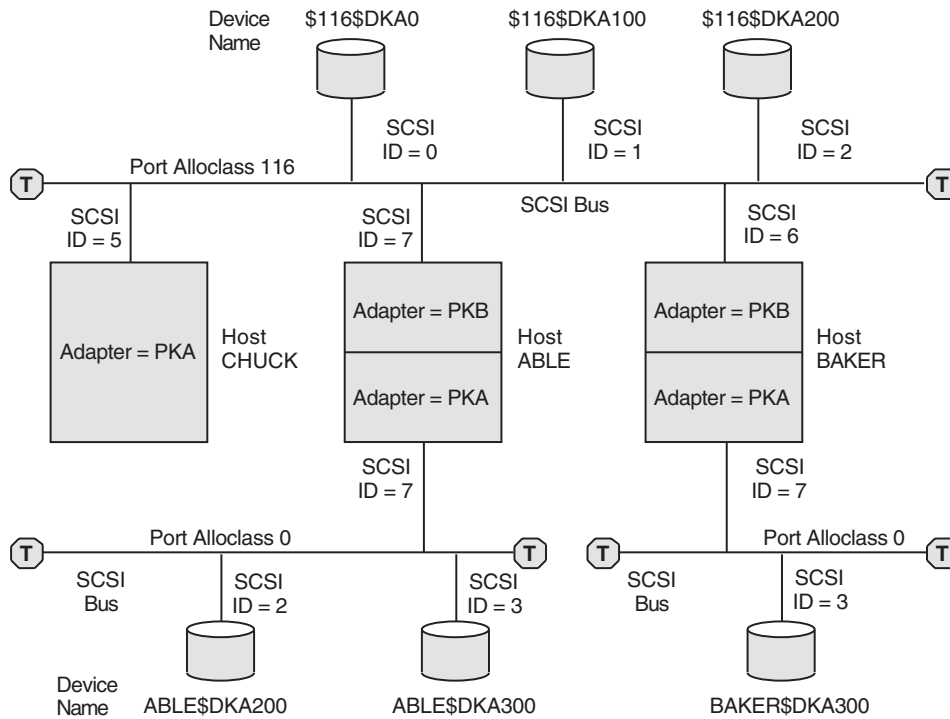 Device
Name
$116$DKA0
$116$DKA100
$116$DKA200
SCSI
ID = 0
SCSI
ID = 1
SCSI
ID = 2
Port Alloclass 116
T
T
SCSI Bus
SCSI
ID = 5
SCSI
ID = 7
SCSI
ID = 6
Adapter = PKA
Host
CHUCK
Adapter = PKB
Adapter = PKA
Host
ABLE
Adapter = PKB
Adapter = PKA
Host
BAKER
SCSI
ID = 7
SCSI
ID = 7
Port Alloclass 0
T
T
Port Alloclass 0
T
T
SCSI
Bus
SCSI
ID = 2
SCSI
ID = 3
SCSI
Bus
SCSI
ID = 3
Device
Name
ABLE$DKA200
ABLE$DKA300
BAKER$DKA300